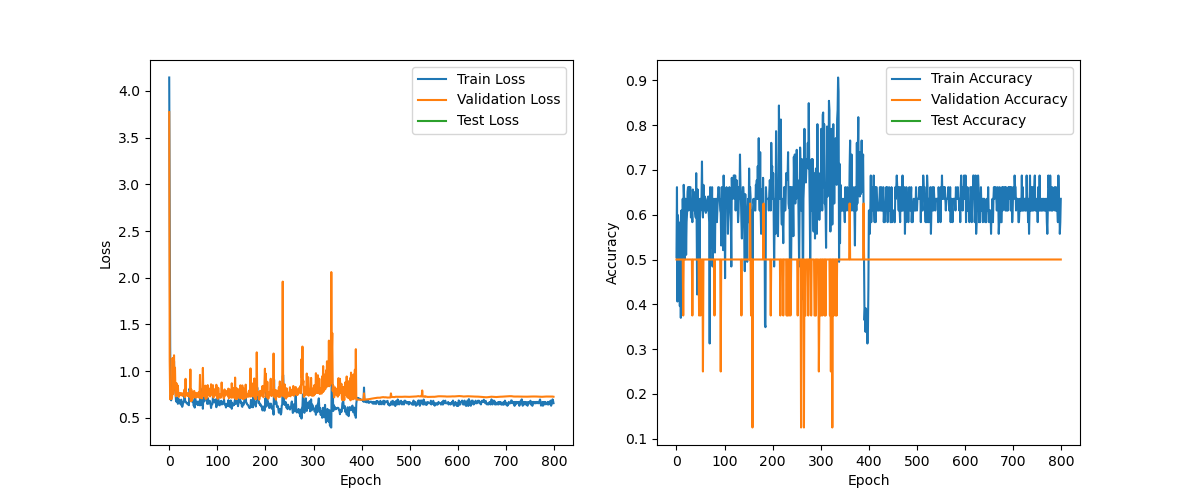 Train Loss
Validation Loss
Test Loss
4.0
3.5
3.0
2.5
2.0
1.5
1.0
0.5
Loss
0 100 200 300 400 500 600 700 800
Epoch
Train Accuracy
Validation Accuracy
Test Accuracy
0.9
0.8
0.7
0.6
0.5
0.4
0.3
0.2
0.1
Accuracy
0 100 200 300 400 500 600 700 800
Epoch